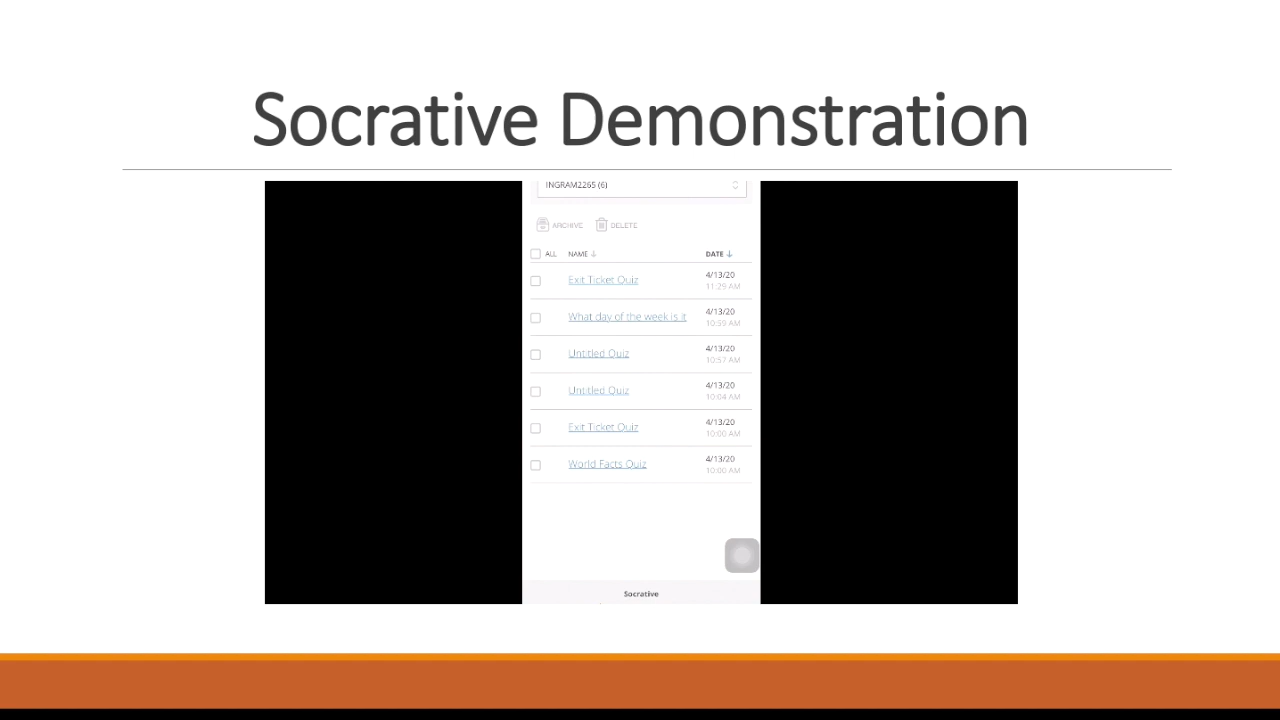 Socrative Demonstration
INGRAM2265 (6)
ARCHIVE DELETE
ALL NAME ↓ DATE ↓
Exit Ticket Quiz 4/13/20
11:29 AM
What day of the week is it 4/13/20
10:59 AM
Untitled Quiz 4/13/20
10:57 AM
Untitled Quiz 4/13/20
10:04 AM
Exit Ticket Quiz 4/13/20
10:00 AM
World Facts Quiz 4/13/20
10:00 AM
Socrative